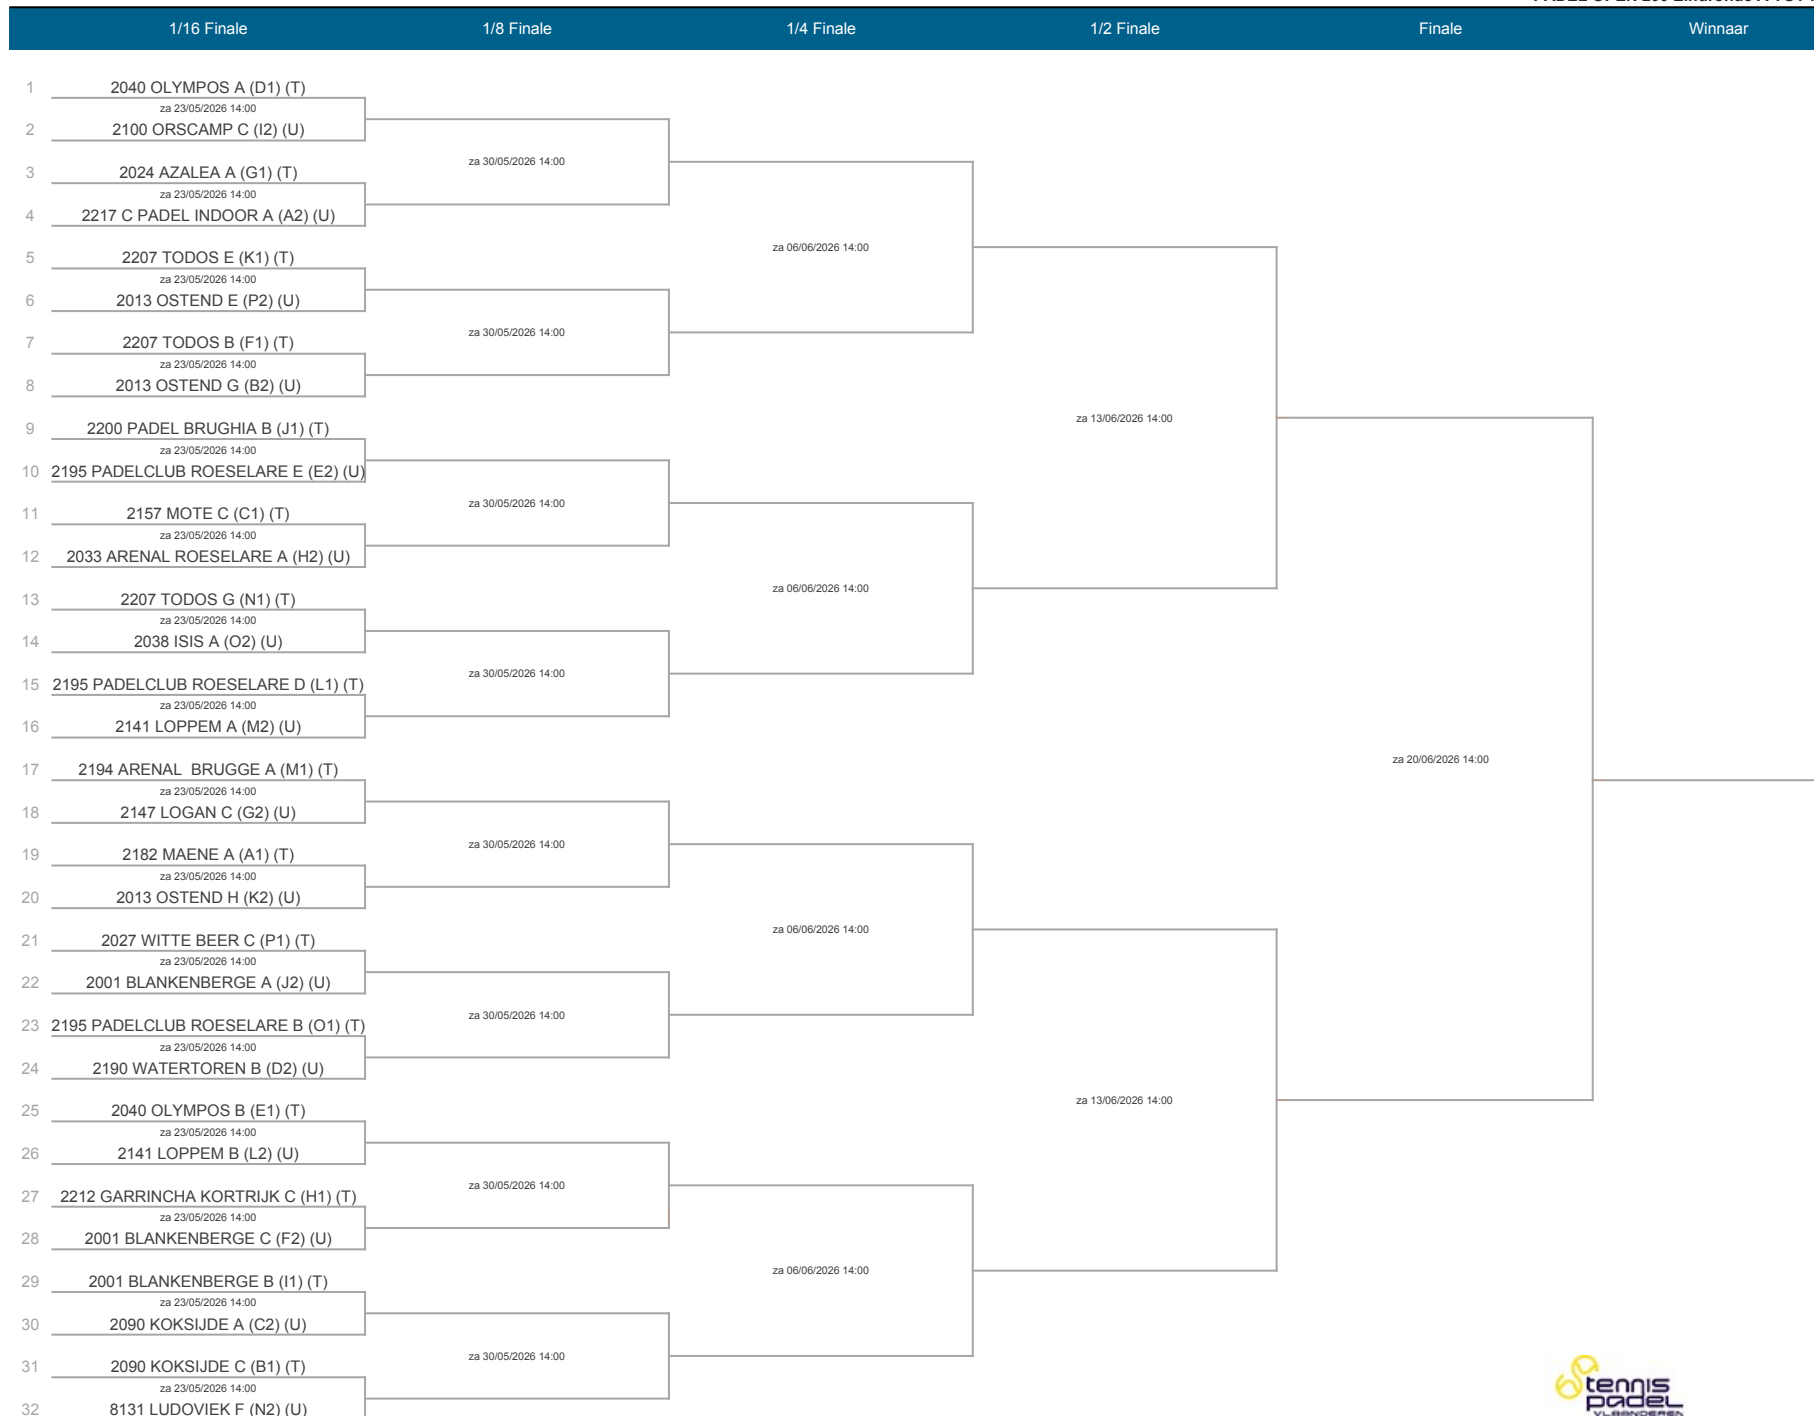 1/16 Finale 1/8 Finale 1/4 Finale 1/2 Finale Finale Winnaar
1 2040 OLYMPOS A (D1) (T)
za 23/05/2026 14:00
2 2100 ORSCAMP C (I2) (U)
za 30/05/2026 14:00
3 2024 AZALEA A (G1) (T)
za 23/05/2026 14:00
4 2217 C PADEL INDOOR A (A2) (U)
za 06/06/2026 14:00
5 2207 TODOS E (K1) (T)
za 23/05/2026 14:00
6 2013 OSTEND E (P2) (U)
za 30/05/2026 14:00
7 2207 TODOS B (F1) (T)
za 23/05/2026 14:00
8 2013 OSTEND G (B2) (U)
za 13/06/2026 14:00
9 2200 PADEL BRUGHIA B (J1) (T)
za 23/05/2026 14:00
10 2195 PADELCLUB ROESELARE E (E2) (U)
za 30/05/2026 14:00
11 2157 MOTE C (C1) (T)
za 23/05/2026 14:00
12 2033 ARENAL ROESELARE A (H2) (U)
za 06/06/2026 14:00
13 2207 TODOS G (N1) (T)
za 23/05/2026 14:00
14 2038 ISIS A (O2) (U)
za 30/05/2026 14:00
15 2195 PADELCLUB ROESELARE D (L1) (T)
za 23/05/2026 14:00
16 2141 LOPPEM A (M2) (U)
za 20/06/2026 14:00
17 2194 ARENAL  BRUGGE A (M1) (T)
za 23/05/2026 14:00
18 2147 LOGAN C (G2) (U)
za 30/05/2026 14:00
19 2182 MAENE A (A1) (T)
za 23/05/2026 14:00
20 2013 OSTEND H (K2) (U)
za 06/06/2026 14:00
21 2027 WITTE BEER C (P1) (T)
za 23/05/2026 14:00
22 2001 BLANKENBERGE A (J2) (U)
za 30/05/2026 14:00
23 2195 PADELCLUB ROESELARE B (O1) (T)
za 23/05/2026 14:00
24 2190 WATERTOREN B (D2) (U)
za 13/06/2026 14:00
25 2040 OLYMPOS B (E1) (T)
za 23/05/2026 14:00
26 2141 LOPPEM B (L2) (U)
za 30/05/2026 14:00
27 2212 GARRINCHA KORTRIJK C (H1) (T)
za 23/05/2026 14:00
28 2001 BLANKENBERGE C (F2) (U)
za 06/06/2026 14:00
29 2001 BLANKENBERGE B (I1) (T)
za 23/05/2026 14:00
30 2090 KOKSIJDE A (C2) (U)
za 30/05/2026 14:00
31 2090 KOKSIJDE C (B1) (T)
za 23/05/2026 14:00
32 8131 LUDOVIEK F (N2) (U)
tennis
padel
VLAANDEREN